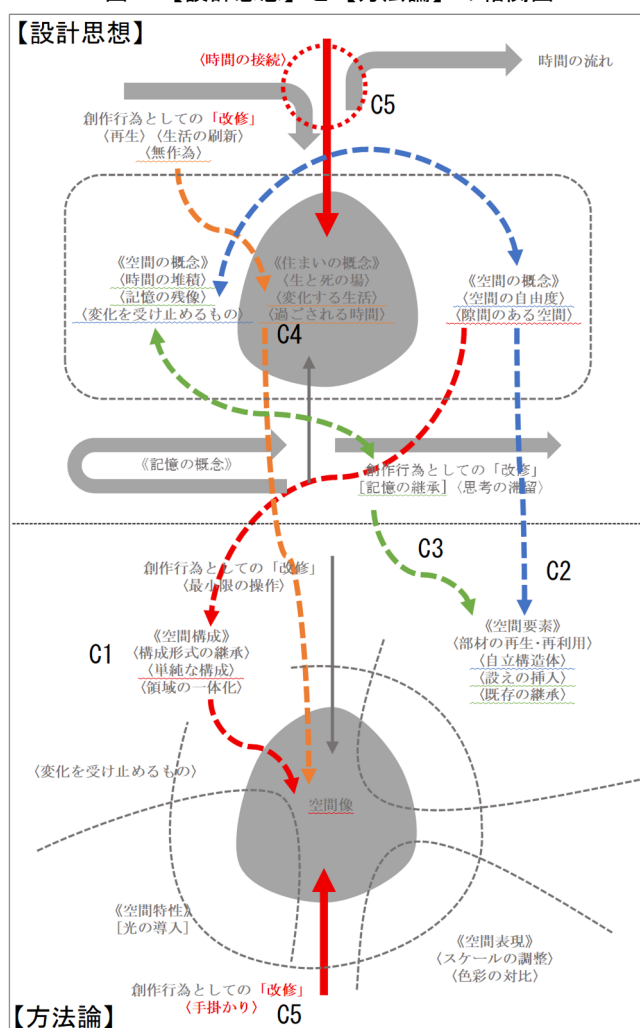 【設計思想】
〈時間の接続〉
時間の流れ
C5
創作行為としての「改修」
〈再生〉〈生活の刷新〉
〈無作為〉
《空間の概念》
〈時間の堆積〉
〈記憶の残像〉
〈変化を受け止めるもの〉
《住まいの概念》
〈生と死の場〉
〈変化する生活〉
〈過ごされる時間〉
C4
《空間の概念》
〈空間の自由度〉
〈隙間のある空間〉
《記憶の概念》
創作行為としての「改修」
[記憶の継承]〈思考の滞留〉
C3
C2
創作行為としての「改修」
〈最小限の操作〉
C1
《空間構成》
〈構成形式の継承〉
〈単純な構成〉
〈領域の一体化〉
《空間要素》
〈部材の再生・再利用〉
〈自立構造体〉
〈設えの挿入〉
〈既存の継承〉
〈変化を受け止めるもの〉
空間像
《空間特性》
[光の導入]
《空間表現》
〈スケールの調整〉
〈色彩の対比〉
創作行為としての「改修」
〈手掛かり〉
C5
【方法論】